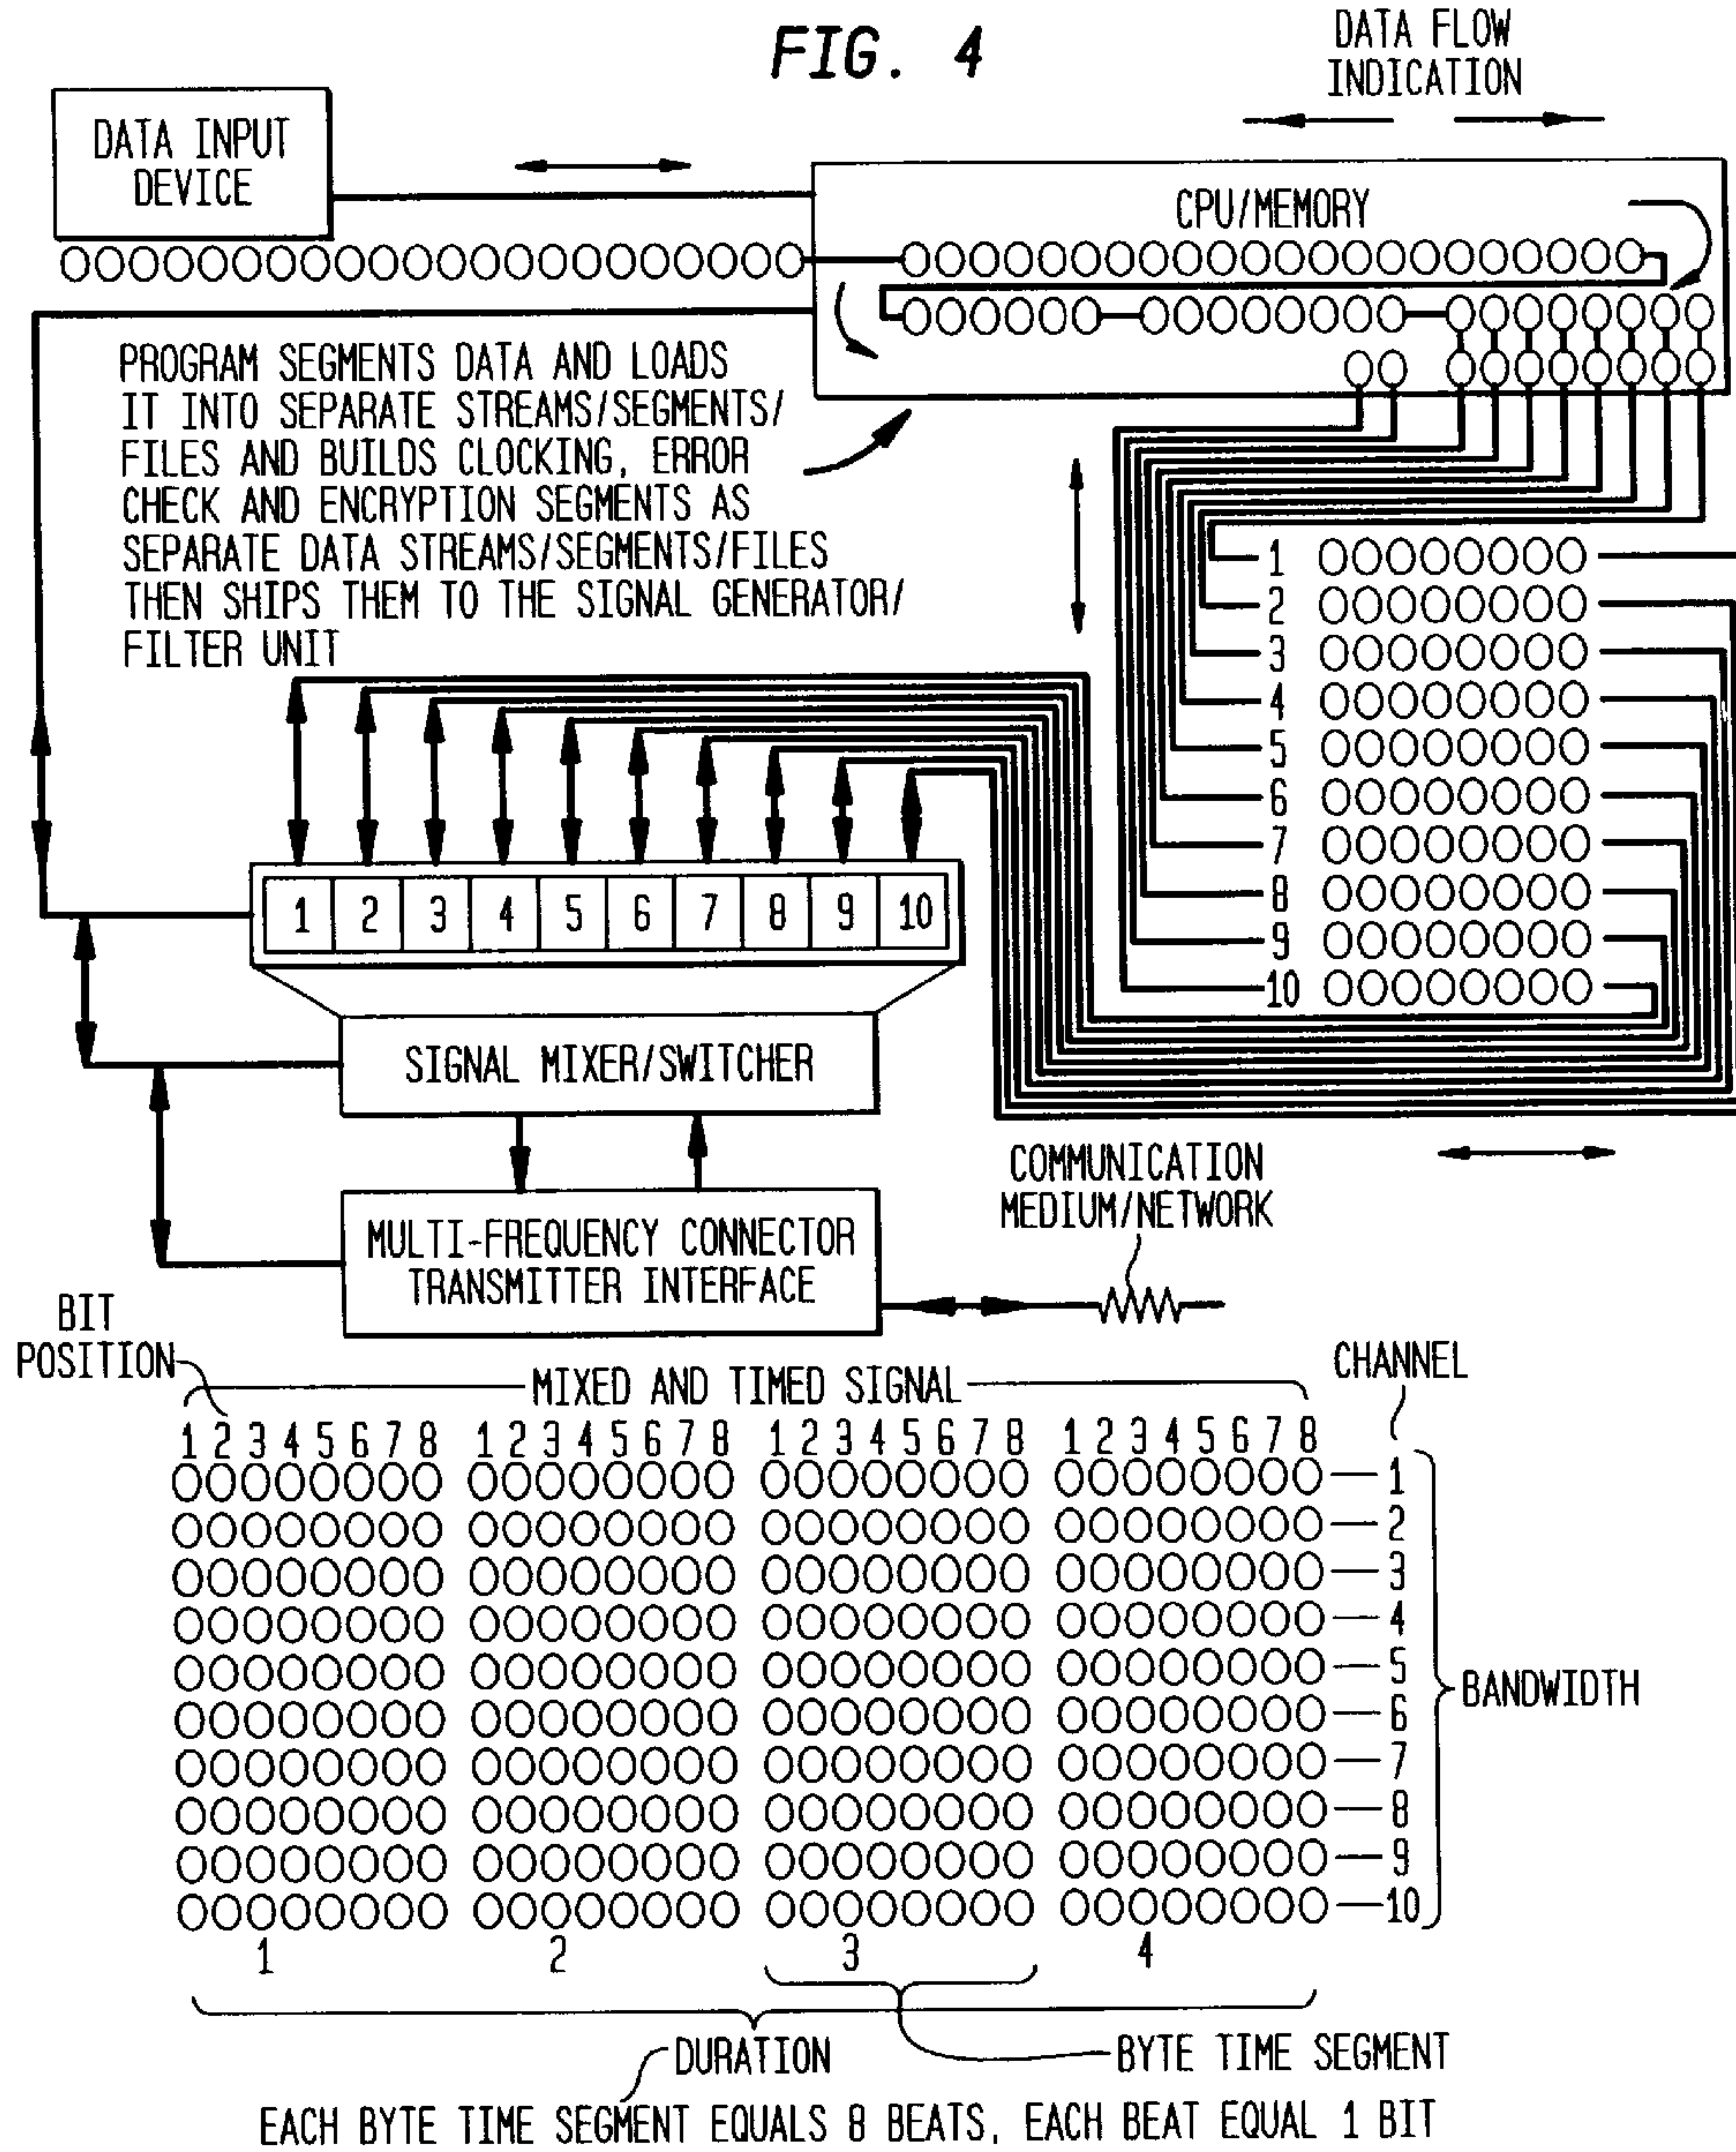 FIG. 4
DATA FLOW
INDICATION
DATA INPUT
DEVICE
CPU/MEMORY
PROGRAM SEGMENTS DATA AND LOADS
IT INTO SEPARATE STREAMS/SEGMENTS/
FILES AND BUILDS CLOCKING, ERROR
CHECK AND ENCRYPTION SEGMENTS AS
SEPARATE DATA STREAMS/SEGMENTS/FILES
THEN SHIPS THEM TO THE SIGNAL GENERATOR/
FILTER UNIT
1
2
3
4
5
6
7
8
9
10
1 2 3 4 5 6 7 8 9 10
SIGNAL MIXER/SWITCHER
COMMUNICATION
MEDIUM/NETWORK
MULTI-FREQUENCY CONNECTOR
TRANSMITTER INTERFACE
BIT
POSITION
MIXED AND TIMED SIGNAL
CHANNEL
1 2 3 4 5 6 7 8 1 2 3 4 5 6 7 8 1 2 3 4 5 6 7 8 1 2 3 4 5 6 7 8
1
2
3
4
5
6
7
8
9
10
BANDWIDTH
1 2 3 4
DURATION
BYTE TIME SEGMENT
EACH BYTE TIME SEGMENT EQUALS 8 BEATS, EACH BEAT EQUAL 1 BIT